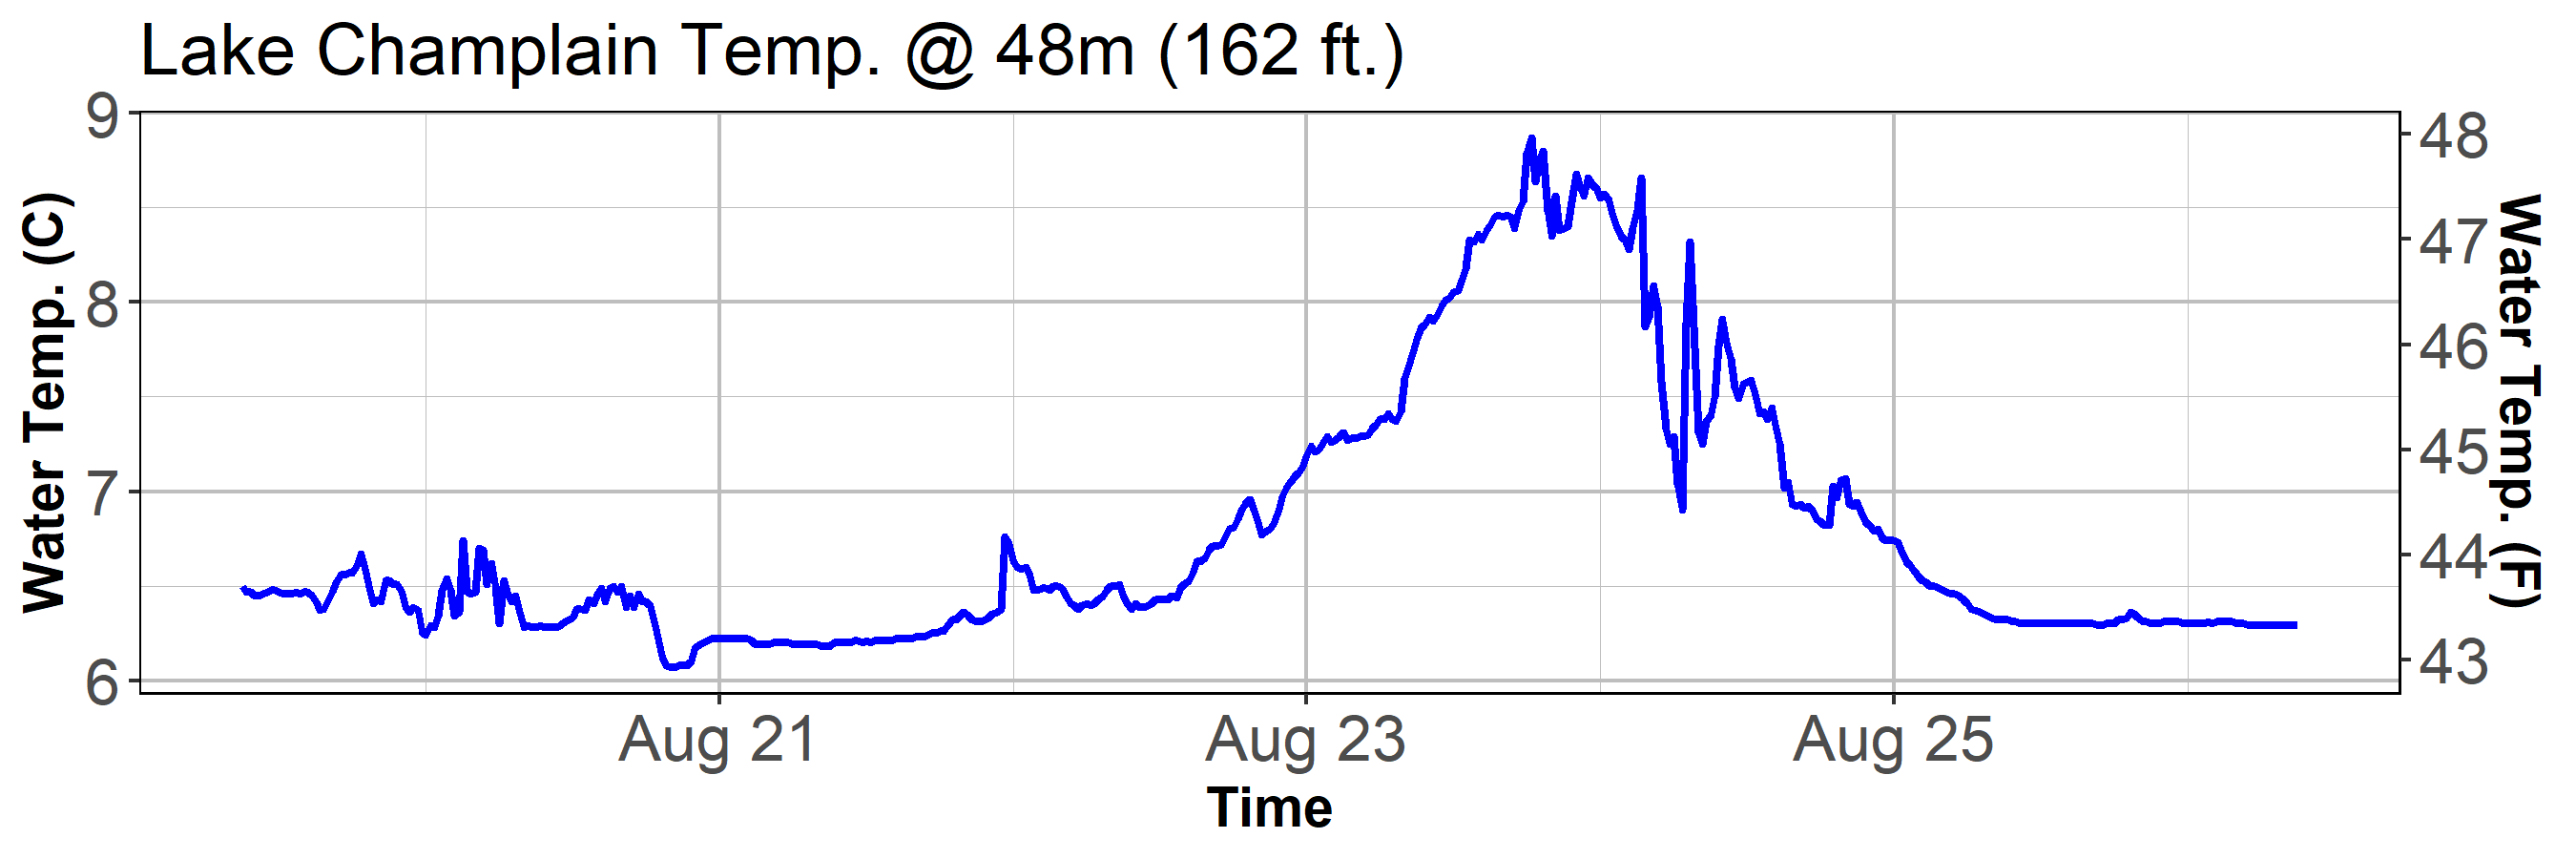 Lake Champlain Temp. @ 48m (162 ft.)
Water Temp. (C)
9
8
7
6
48
47
46
45
44
43
Water Temp. (F)
Aug 21 Aug 23 Aug 25
Time